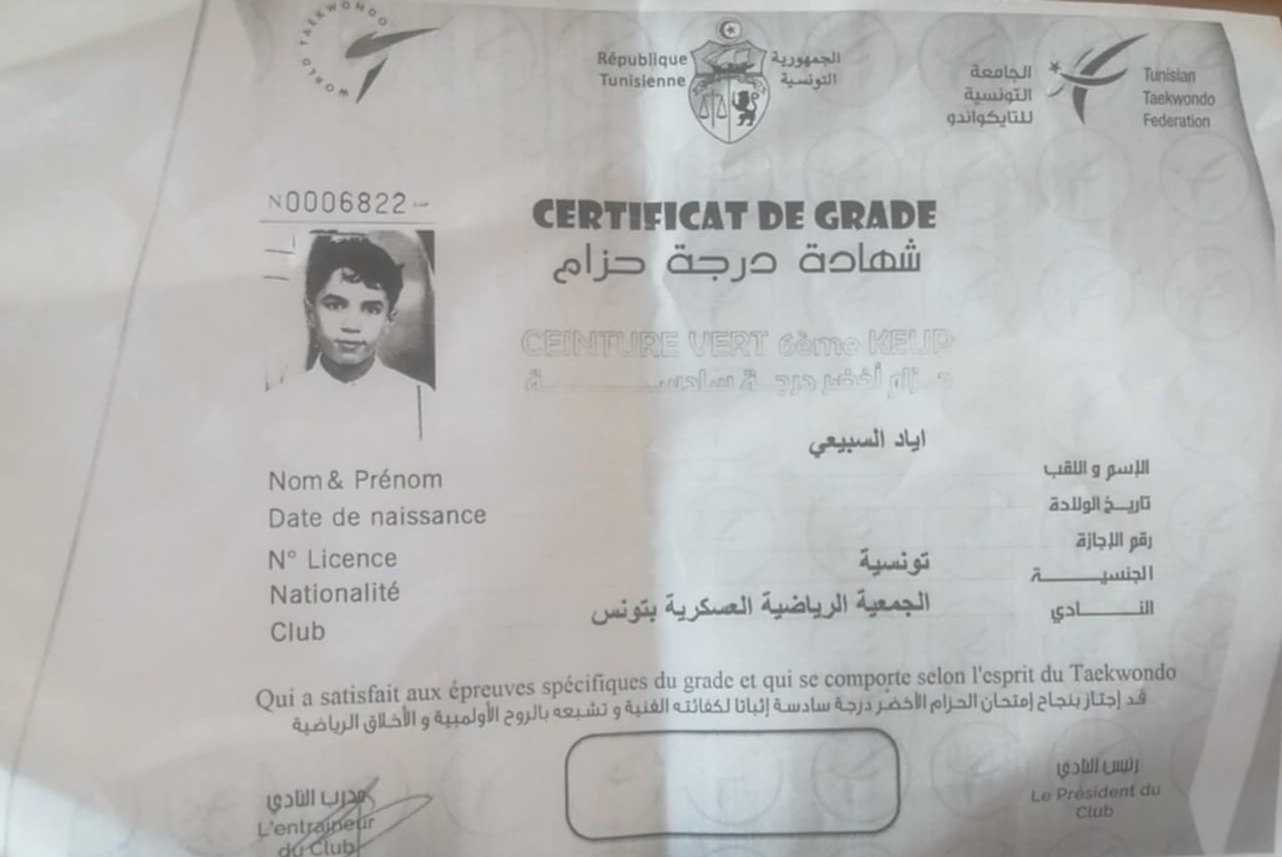 WORLD TAEKWONDO
République
Tunisienne
الجمهورية
التونسية
الجامعة
التونسية
للتايكواندو
Tunisian
Taekwondo
Federation
N0006822
CERTIFICAT DE GRADE
شهادة درجة حزام
CEINTURE VERT 6ème KEUP
حزام أخضر درجة سادسة
اياد السبيعي
Nom & Prénom
الإسم و اللقب
Date de naissance
تاريخ الولادة
N° Licence
رقم الإجازة
Nationalité
تونسية
الجنسيـــة
Club
الجمعية الرياضية العسكرية بتونس
النـــادي
Qui a satisfait aux épreuves spécifiques du grade et qui se comporte selon l'esprit du Taekwondo
قد إجتاز بنجاح إمتحان الحزام الأخضر درجة سادسة إثباتا لكفائته الفنية و تشبعه بالروح الأولمبية و الأخلاق الرياضية
مدرب النادي
L'entraineur
du Club
رئيس النادي
Le Président du
Club